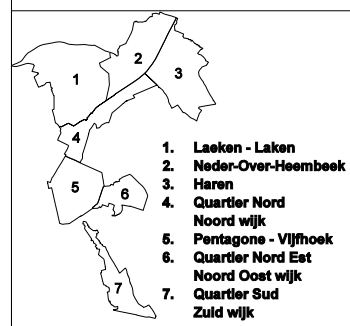 1
2
3
4
5
6
7
1. Laeken - Laken
2. Neder-Over-Heembeek
3. Haren
4. Quartier Nord
Noord wijk
5. Pentagone - Vijfhoek
6. Quartier Nord Est
Noord Oost wijk
7. Quartier Sud
Zuid wijk